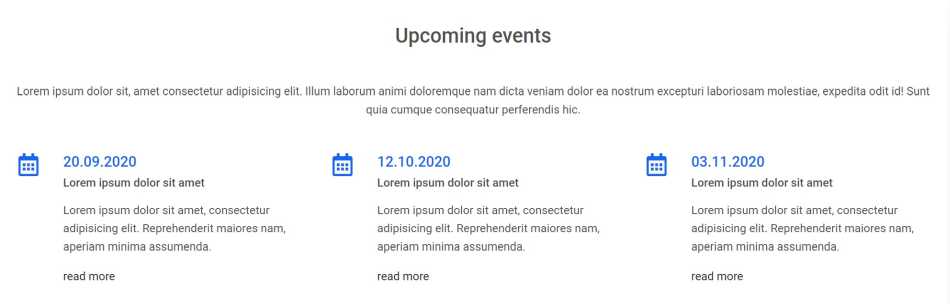 Upcoming events
Lorem ipsum dolor sit, amet consectetur adipisicing elit. Illum laborum animi doloremque nam dicta veniam dolor ea nostrum excepturi laboriosam molestiae, expedita odit id! Sunt
quia cumque consequatur perferendis hic.
20.09.2020
Lorem ipsum dolor sit amet
Lorem ipsum dolor sit amet, consectetur
adipisicing elit. Reprehenderit maiores nam,
aperiam minima assumenda.
read more
12.10.2020
Lorem ipsum dolor sit amet
Lorem ipsum dolor sit amet, consectetur
adipisicing elit. Reprehenderit maiores nam,
aperiam minima assumenda.
read more
03.11.2020
Lorem ipsum dolor sit amet
Lorem ipsum dolor sit amet, consectetur
adipisicing elit. Reprehenderit maiores nam,
aperiam minima assumenda.
read more